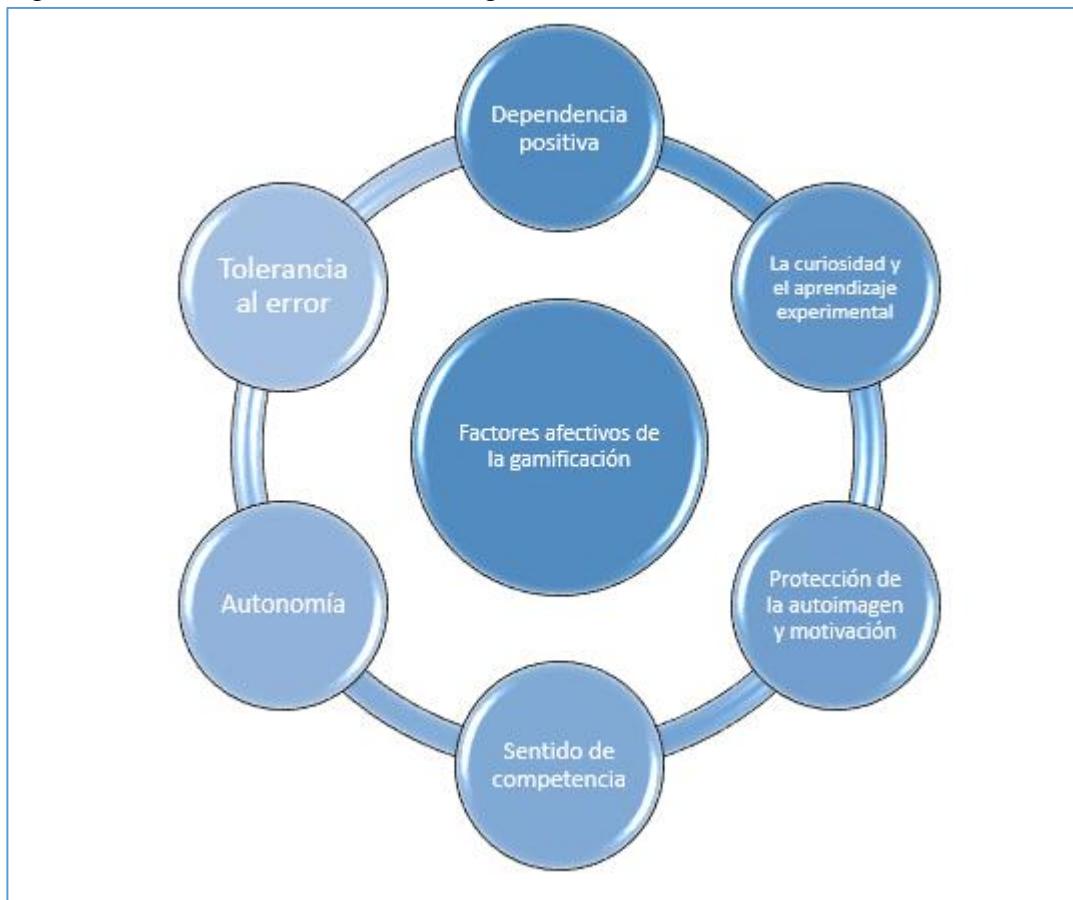 Dependencia
positiva
La curiosidad y
el aprendizaje
experimental
Protección de
la autoimagen
y motivación
Sentido de
competencia
Autonomía
Tolerancia
al error
Factores afectivos de
la gamificación